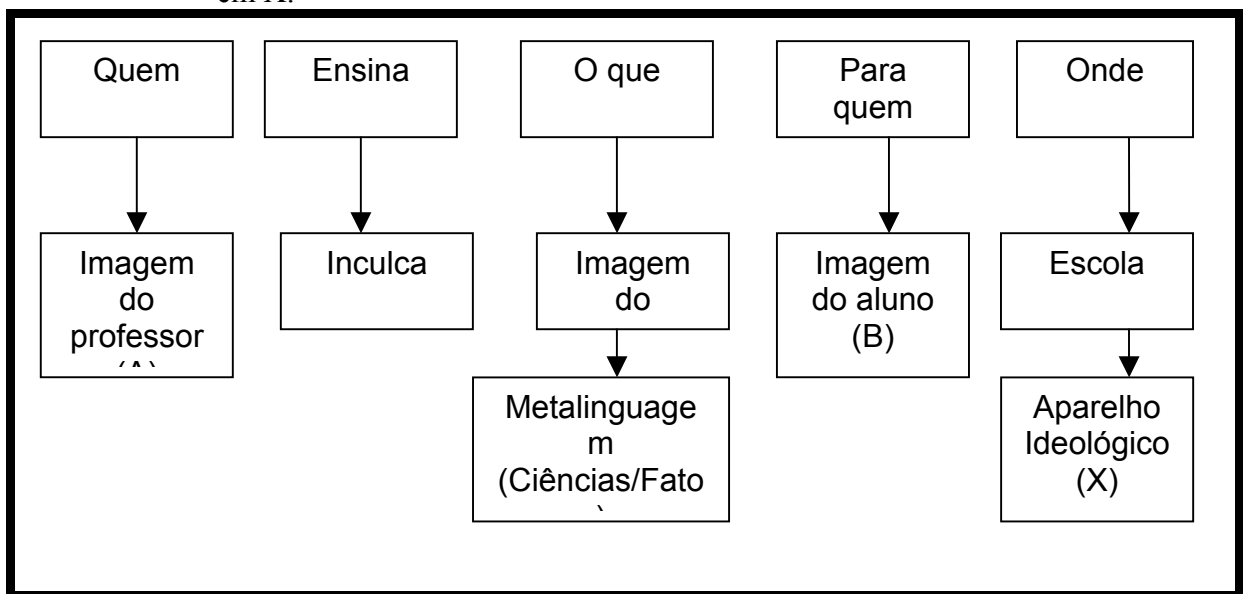 Quem
Ensina
O que
Para
quem
Onde
Imagem
do
professor
Inculca
Imagem
do
Imagem
do aluno
(B)
Escola
Metalinguage
m
(Ciências/Fato
Aparelho
Ideológico
(X)